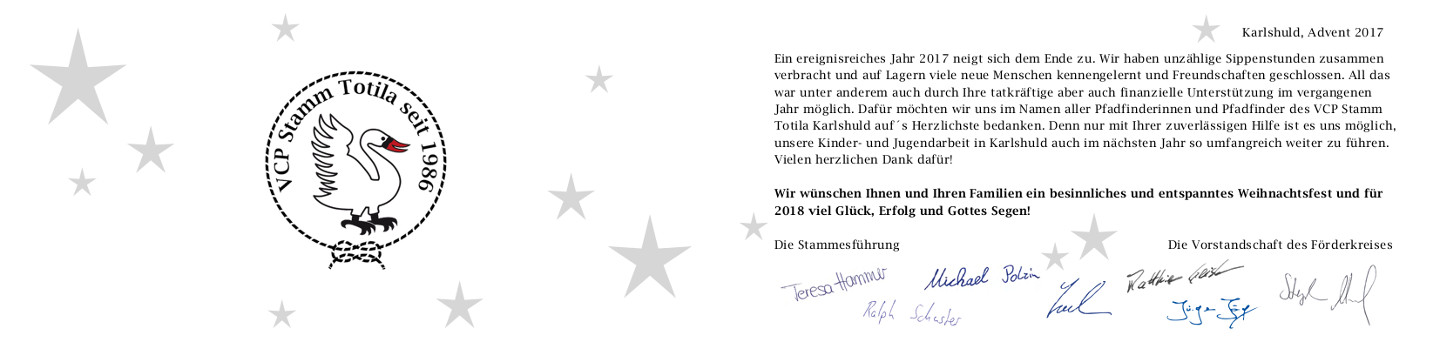 VCP Stamm Totila seit 1986
Karlshuld, Advent 2017
Ein ereignisreiches Jahr 2017 neigt sich dem Ende zu. Wir haben unzählige Sippenstunden zusammen
verbracht und auf Lagern viele neue Menschen kennengelernt und Freundschaften geschlossen. All das
war unter anderem auch durch Ihre tatkräftige aber auch finanzielle Unterstützung im vergangenen
Jahr möglich. Dafür möchten wir uns im Namen aller Pfadfinderinnen und Pfadfinder des VCP Stamm
Totila Karlshuld auf´s Herzlichste bedanken. Denn nur mit Ihrer zuverlässigen Hilfe ist es uns möglich,
unsere Kinder- und Jugendarbeit in Karlshuld auch im nächsten Jahr so umfangreich weiter zu führen.
Vielen herzlichen Dank dafür!
Wir wünschen Ihnen und Ihren Familien ein besinnliches und entspanntes Weihnachtsfest und für
2018 viel Glück, Erfolg und Gottes Segen!
Die Stammesführung
Die Vorstandschaft des Förderkreises
Teresa Hammer
Michael Polzin
Ralph Schuster